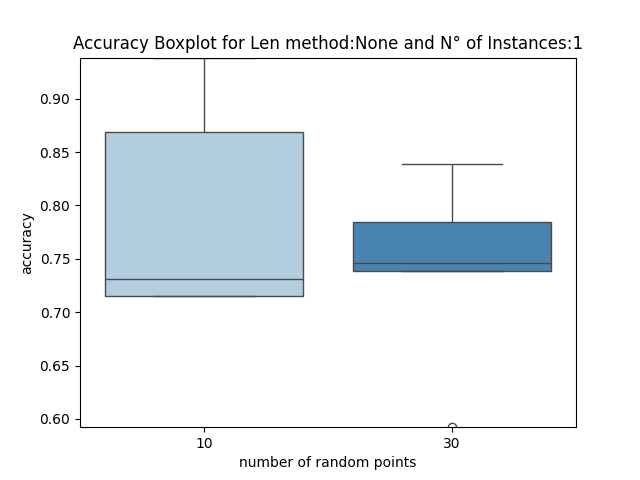 Accuracy Boxplot for Len method:None and N° of Instances:1
0.90
0.85
0.80
0.75
0.70
0.65
0.60
accuracy
10 30
number of random points